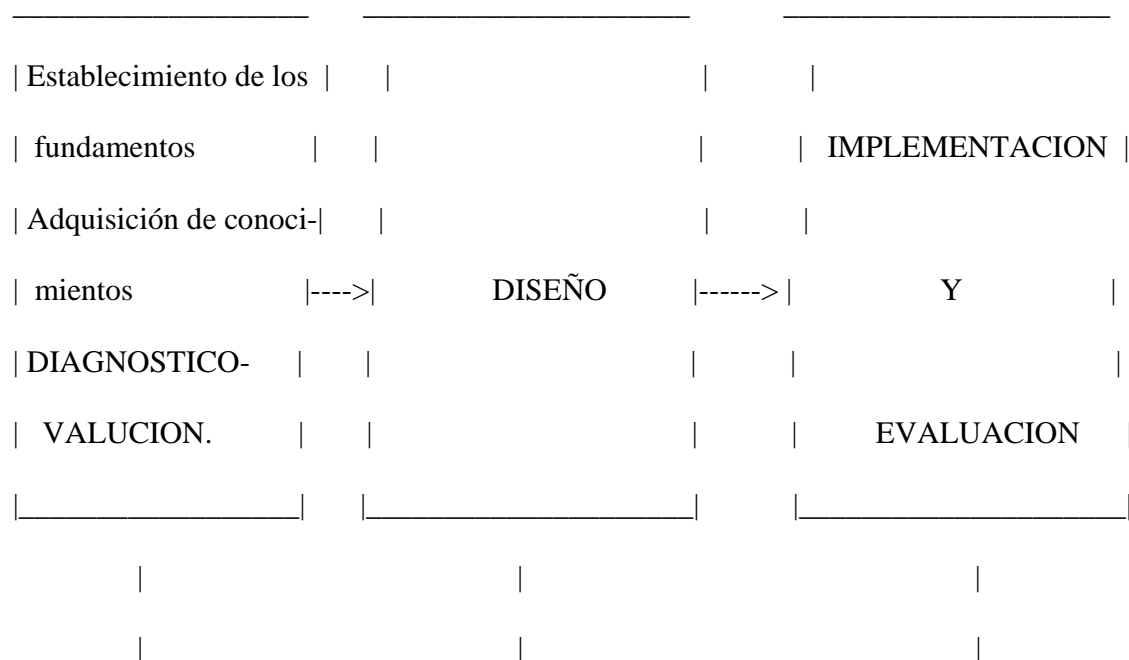 Establecimiento de los
fundamentos
Adquisición de conoci-
mientos
DIAGNOSTICO-
VALUCION.
DISEÑO
IMPLEMENTACION
Y
EVALUACION